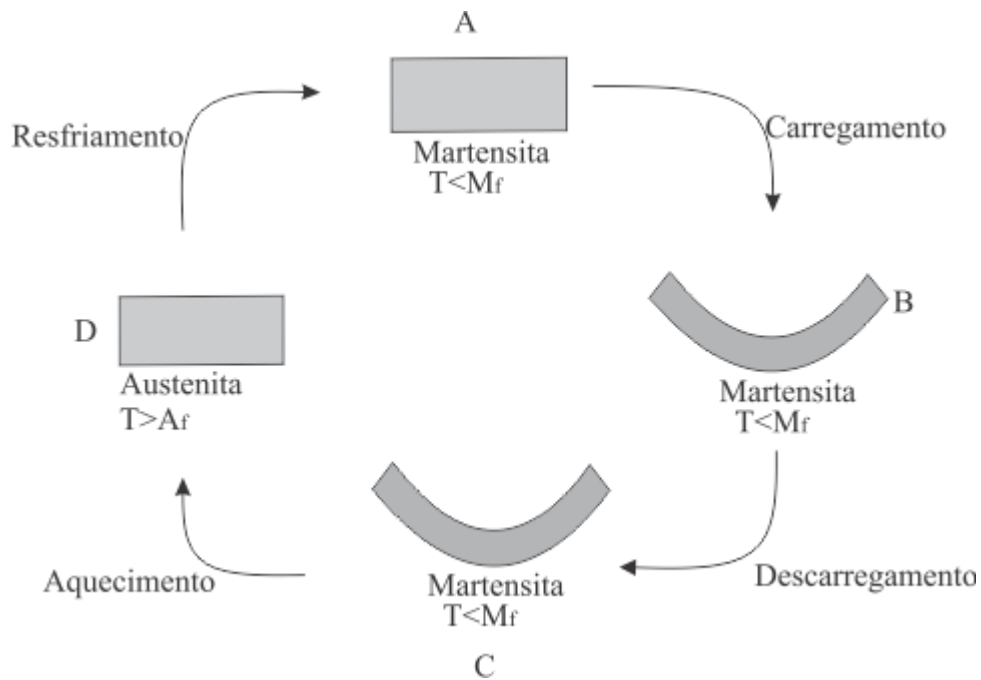 A
Resfriamento
Carregamento
Martensita
T<Mf
D
B
Austenita
T>Af
Martensita
T<Mf
Aquecimento
Martensita
T<Mf
Descarregamento
C